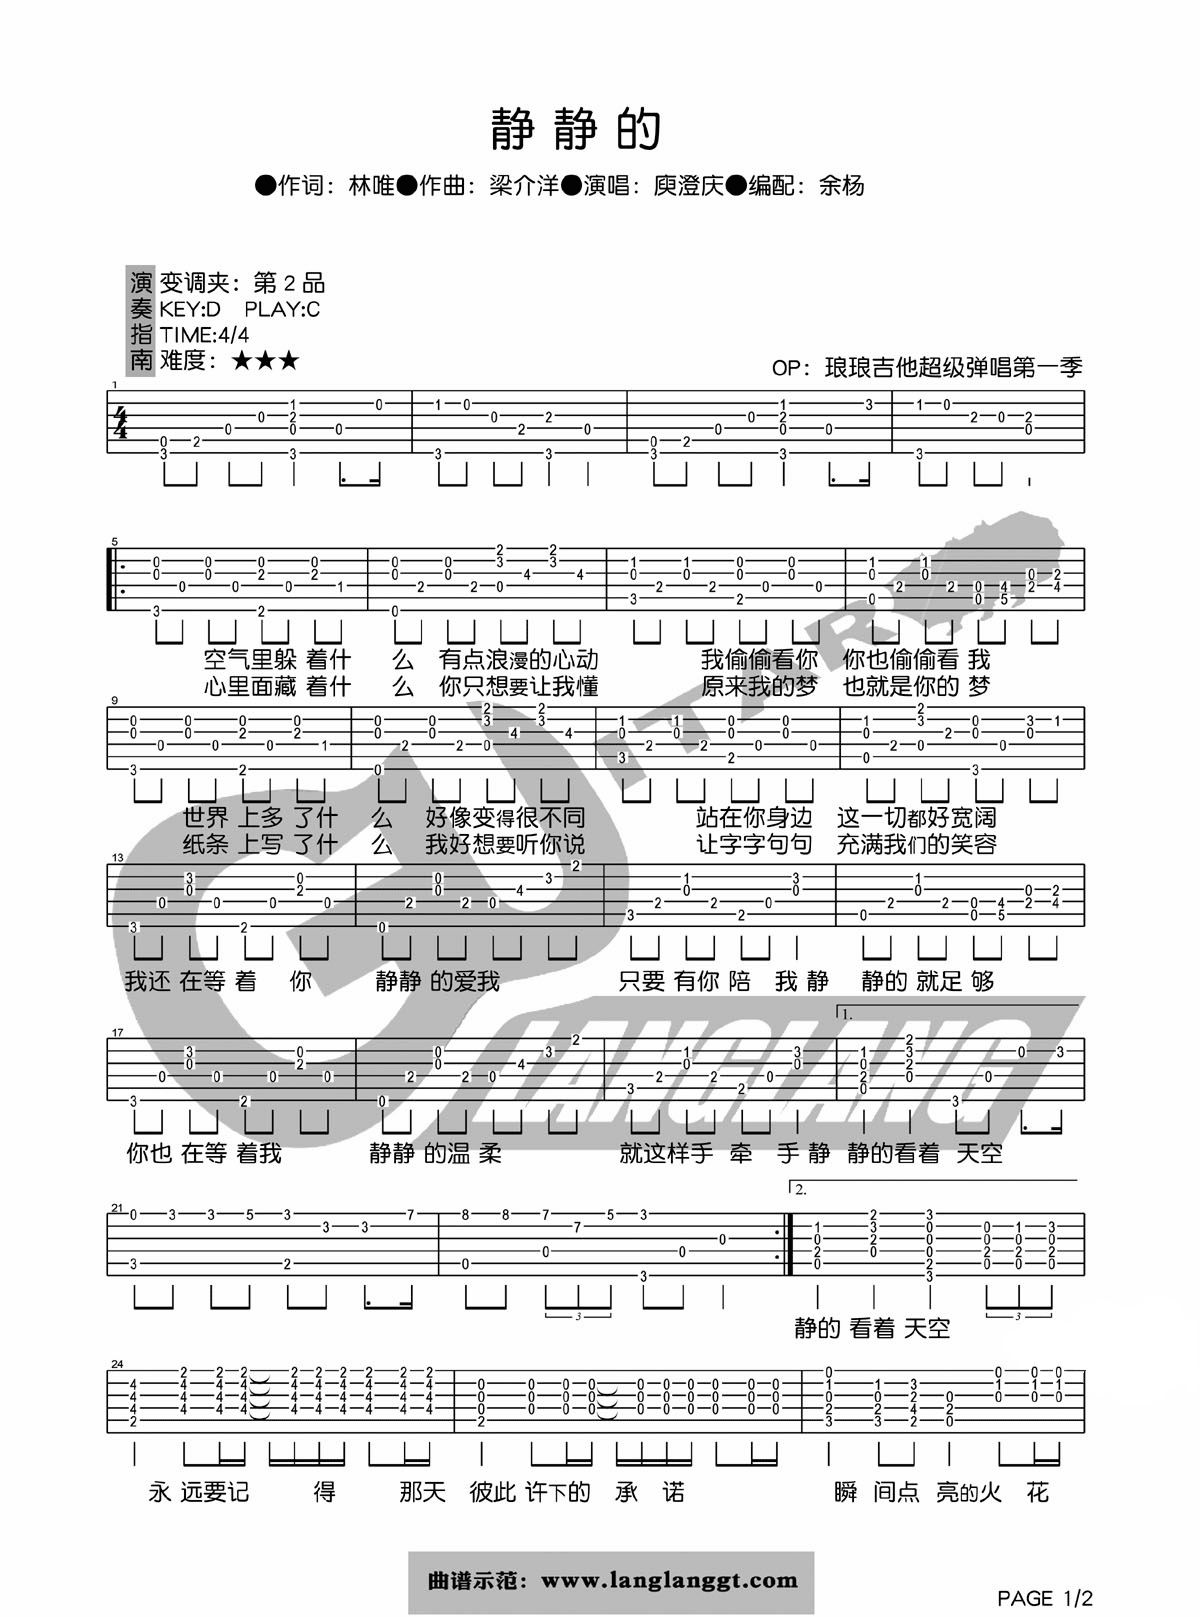 静静的
●作词：林唯●作曲：梁介洋●演唱：庾澄庆●编配：余杨
演奏指南
变调夹：第2品
KEY:D PLAY:C
TIME:4/4
难度：★★★
OP：琅琅吉他超级弹唱第一季
空气里躲 着什 么 有点浪漫的心动 我偷偷看你 你也偷偷看 我
心里面藏 着什 么 你只想要让我懂 原来我的梦 也就是你的 梦
世界 上多 了什 么 好像变得很不同 站在你身边 这一切都好宽阔
纸条 上写 了什 么 我好想要听你说 让字字句句 充满我们的笑容
我还 在等 着 你 静静 的爱我 只要 有你 陪 我静 静的 就足 够
1.
你也 在等 着我 静静 的温 柔 就这样手 牵 手静 静的看着 天空
2.
静的 看着 天空
永 远要记 得 那天 彼此 许下的 承 诺 瞬 间点 亮的火 花
GUITAR
LANGLANG
曲谱示范：www.langlanggt.com
PAGE 1/2